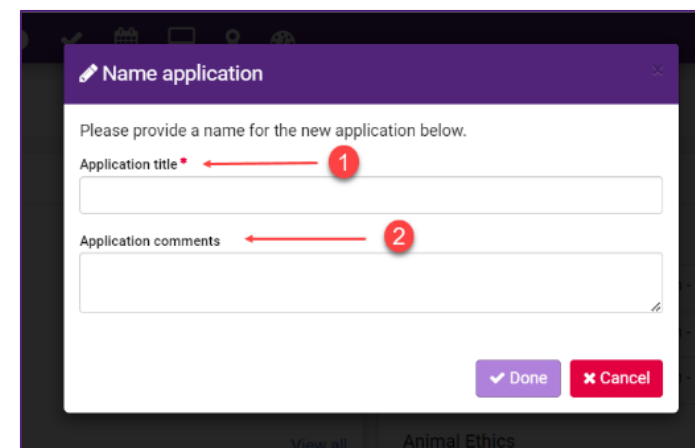 Name application
×
Please provide a name for the new application below.
Application title *
1
Application comments
2
Done
Cancel
View all
Animal Ethics